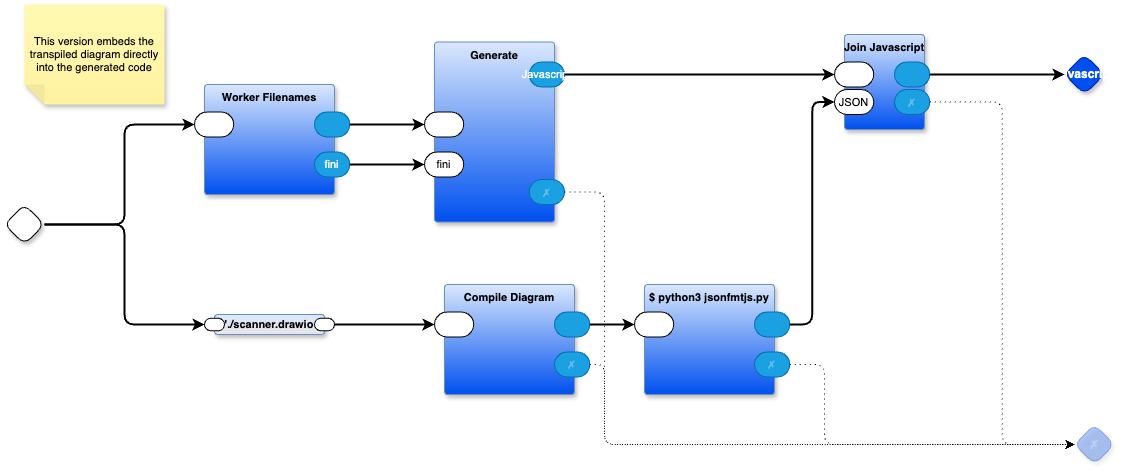 This version embeds the
transpiled diagram directly
into the generated code
Worker Filenames
fini
Generate
Javascri
fini
✗
Join Javascript
JSON
✗
vascri
'./scanner.drawio
Compile Diagram
✗
$ python3 jsonfmtjs.py
✗
✗